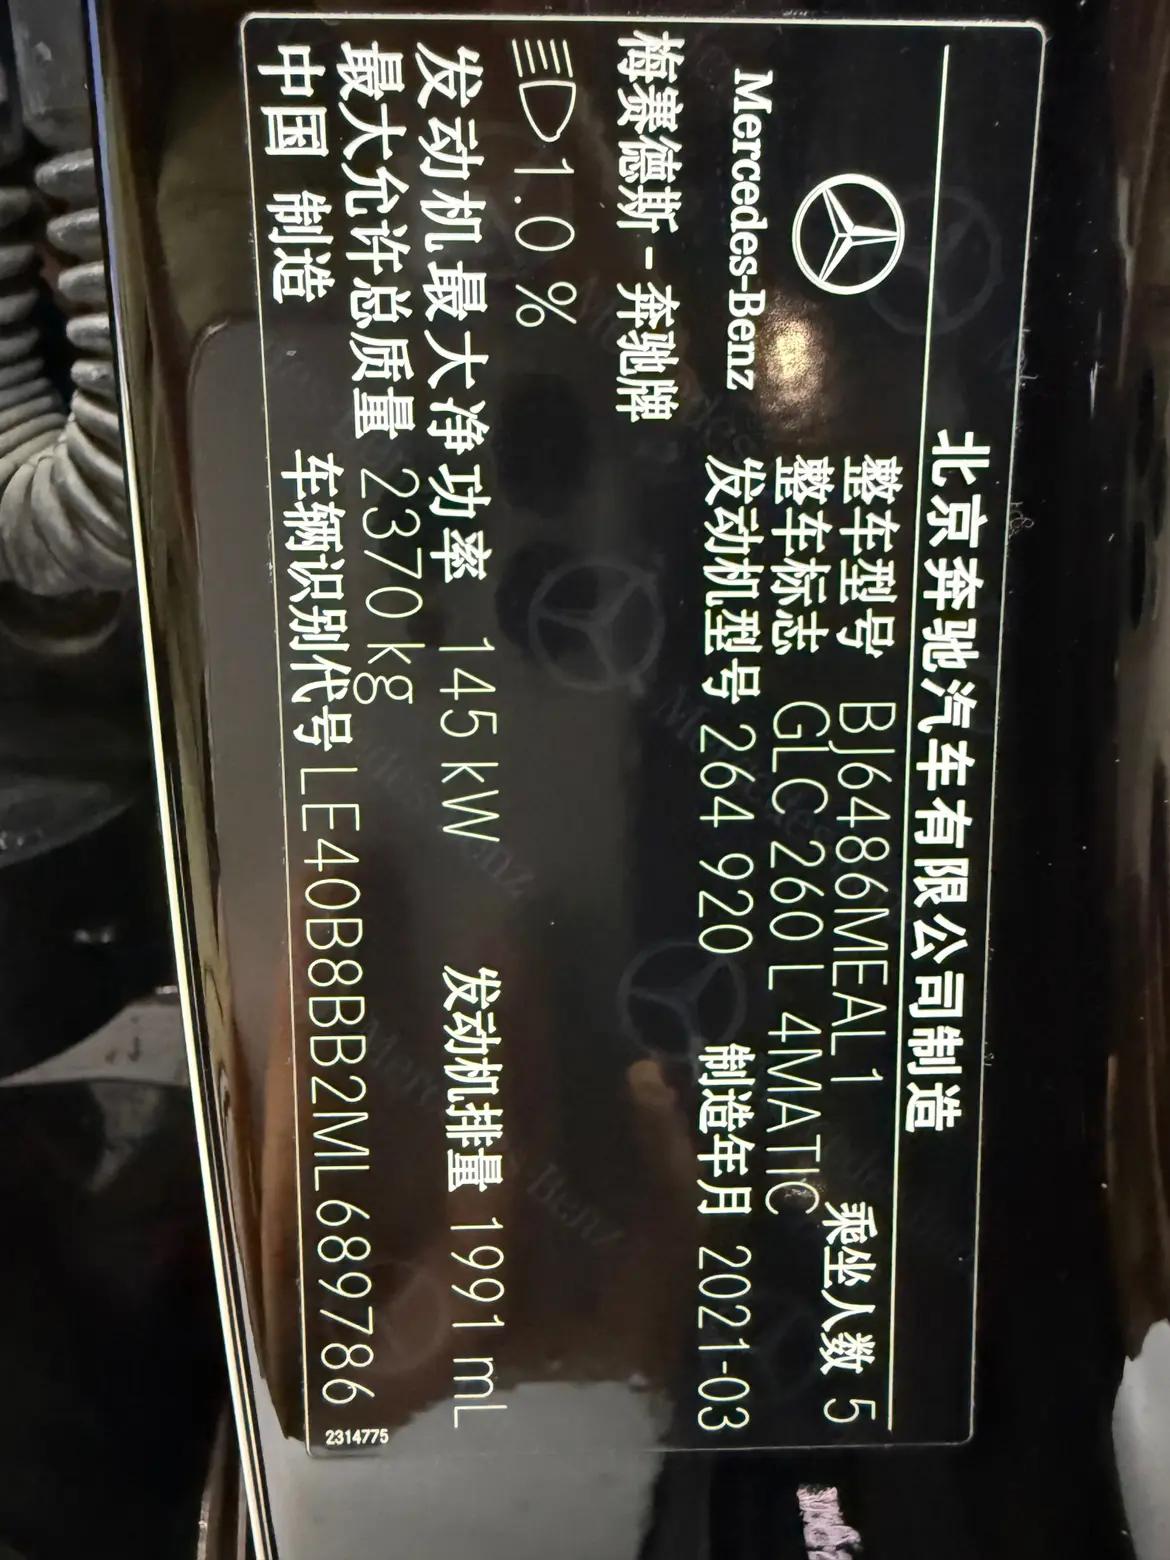 北京奔驰汽车有限公司制造
整车型号 BJ6486MEAL1 乘坐人数 5
整车标志 GLC 260 L 4MATIC
Mercedes-Benz 发动机型号 264 920 制造年月 2021-03
梅赛德斯-奔驰牌
1.0 %
发动机最大净功率 145 kW 发动机排量 1991 mL
最大允许总质量 2370 kg
中国 制造 车辆识别代号 LE40B8BB2ML689786
2314775